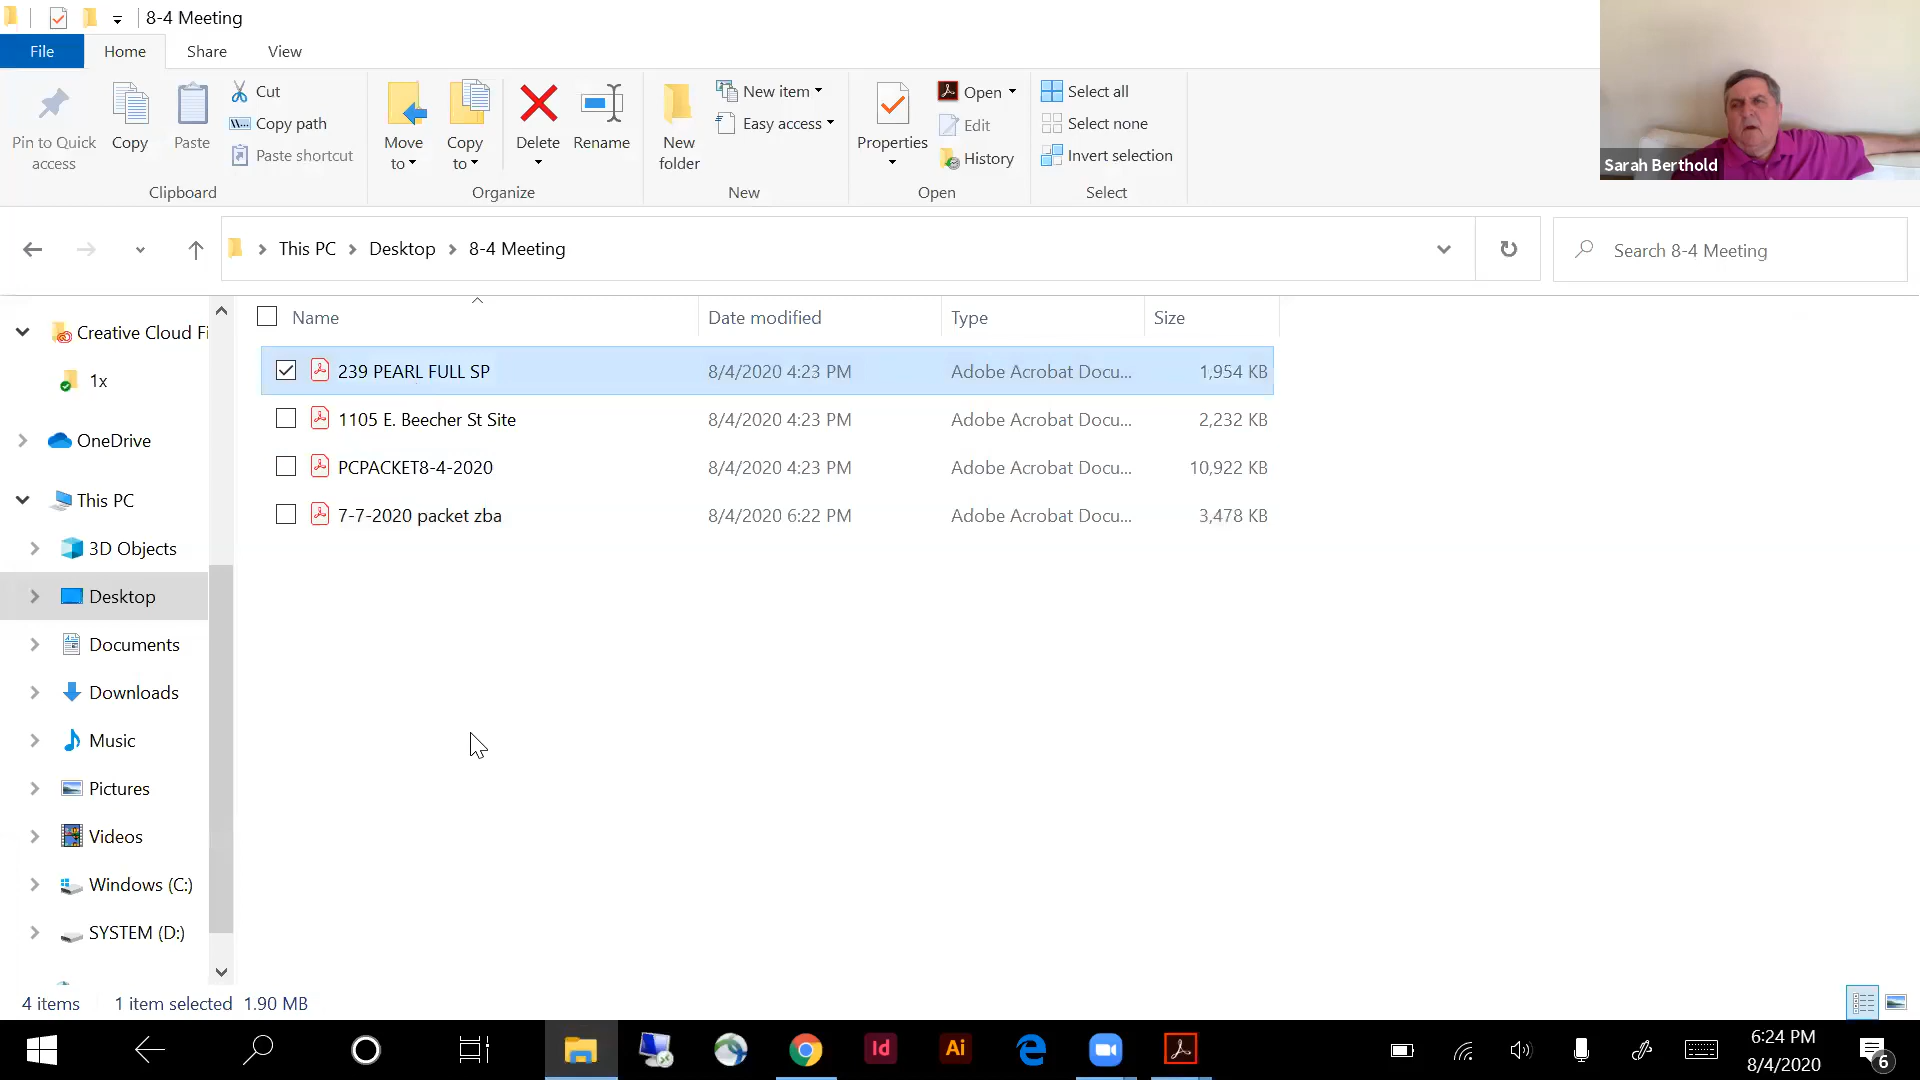 8-4 Meeting
File Home Share View
Pin to Quick access
Copy
Paste
Cut
Copy path
Paste shortcut
Clipboard
Move to
Copy to
Delete
Rename
Organize
New folder
New item
Easy access
New
Properties
Open
Edit
History
Open
Select all
Select none
Invert selection
Select
Sarah Berthold
This PC > Desktop > 8-4 Meeting
Search 8-4 Meeting
Name Date modified Type Size
239 PEARL FULL SP 8/4/2020 4:23 PM Adobe Acrobat Docu... 1,954 KB
1105 E. Beecher St Site 8/4/2020 4:23 PM Adobe Acrobat Docu... 2,232 KB
PCPACKET8-4-2020 8/4/2020 4:23 PM Adobe Acrobat Docu... 10,922 KB
7-7-2020 packet zba 8/4/2020 6:22 PM Adobe Acrobat Docu... 3,478 KB
Creative Cloud Fi
1x
OneDrive
This PC
3D Objects
Desktop
Documents
Downloads
Music
Pictures
Videos
Windows (C:)
SYSTEM (D:)
4 items 1 item selected 1.90 MB
Id
Ai
6:24 PM
8/4/2020
6